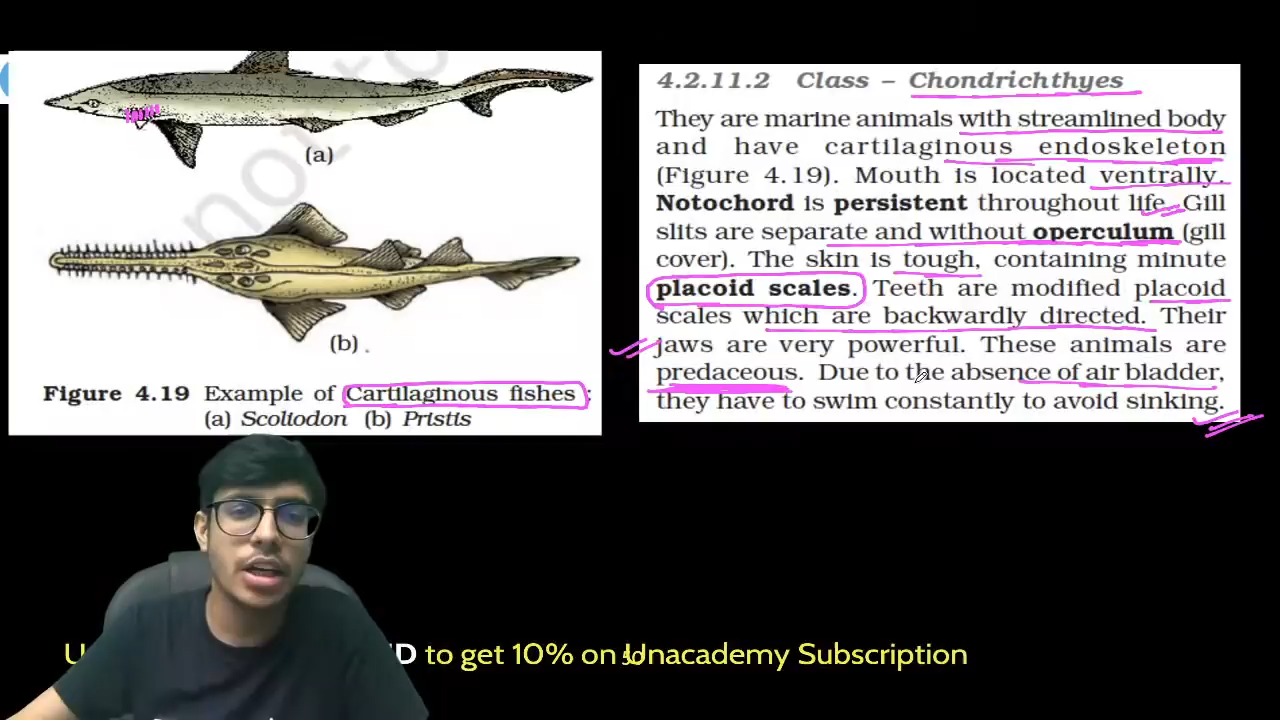 (a)
(b)
Figure 4.19 Example of Cartilaginous fishes :
(a) Scoliodon (b) Pristis
4.2.11.2 Class – Chondrichthyes
They are marine animals with streamlined body
and have cartilaginous endoskeleton
(Figure 4.19). Mouth is located ventrally.
Notochord is persistent throughout life. Gill
slits are separate and without operculum (gill
cover). The skin is tough, containing minute
placoid scales. Teeth are modified placoid
scales which are backwardly directed. Their
jaws are very powerful. These animals are
predaceous. Due to the absence of air bladder,
they have to swim constantly to avoid sinking.
to get 10% on Unacademy Subscription